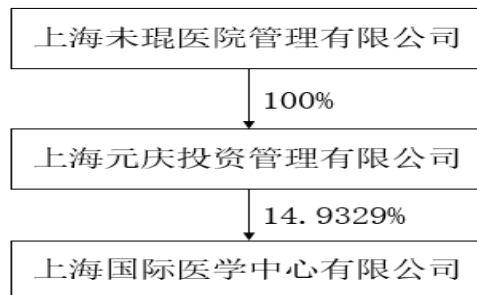 上海未琨医院管理有限公司
100%
上海元庆投资管理有限公司
14.9329%
上海国际医学中心有限公司